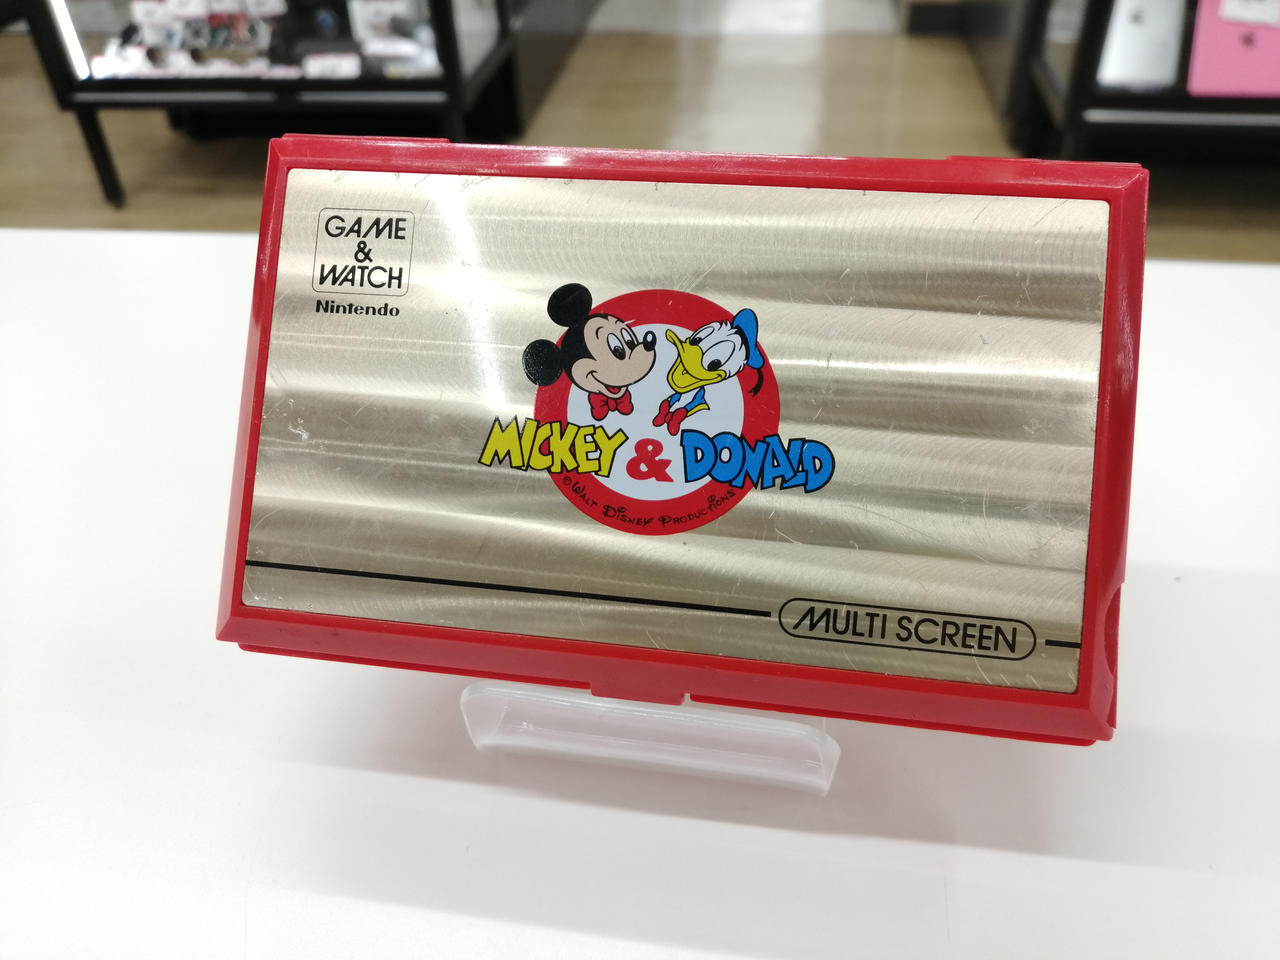 GAME
&
WATCH
Nintendo
MICKEY & DONALD
© WALT DISNEY PRODUCTIONS
MULTI SCREEN